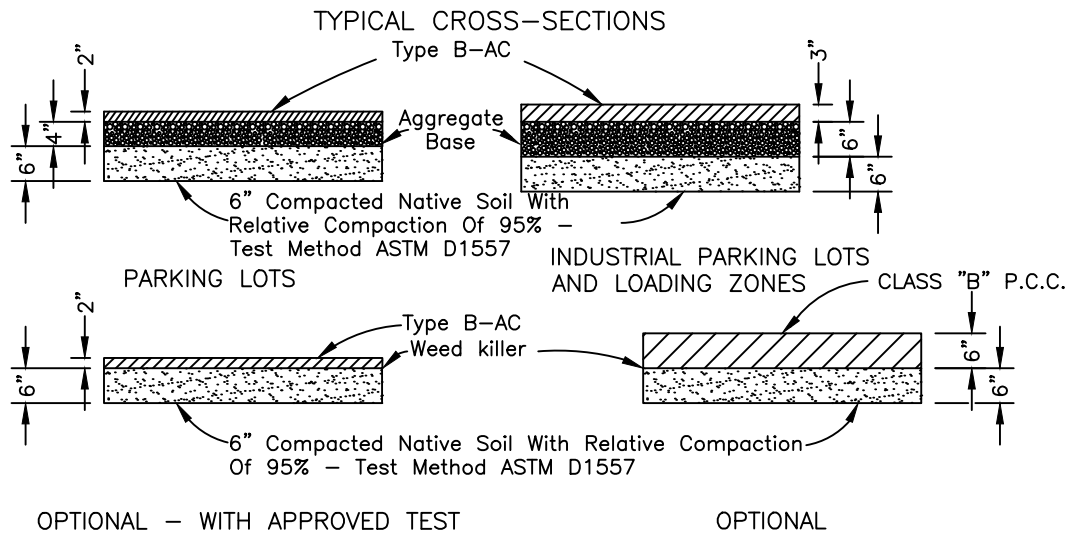 TYPICAL CROSS-SECTIONS
Type B-AC
2"
4"
6"
Aggregate
Base
3"
6"
6"
6" Compacted Native Soil With
Relative Compaction Of 95% -
Test Method ASTM D1557
PARKING LOTS
INDUSTRIAL PARKING LOTS
AND LOADING ZONES
CLASS "B" P.C.C.
2"
6"
Type B-AC
Weed killer
6"
6"
6" Compacted Native Soil With Relative Compaction
Of 95% - Test Method ASTM D1557
OPTIONAL - WITH APPROVED TEST
OPTIONAL